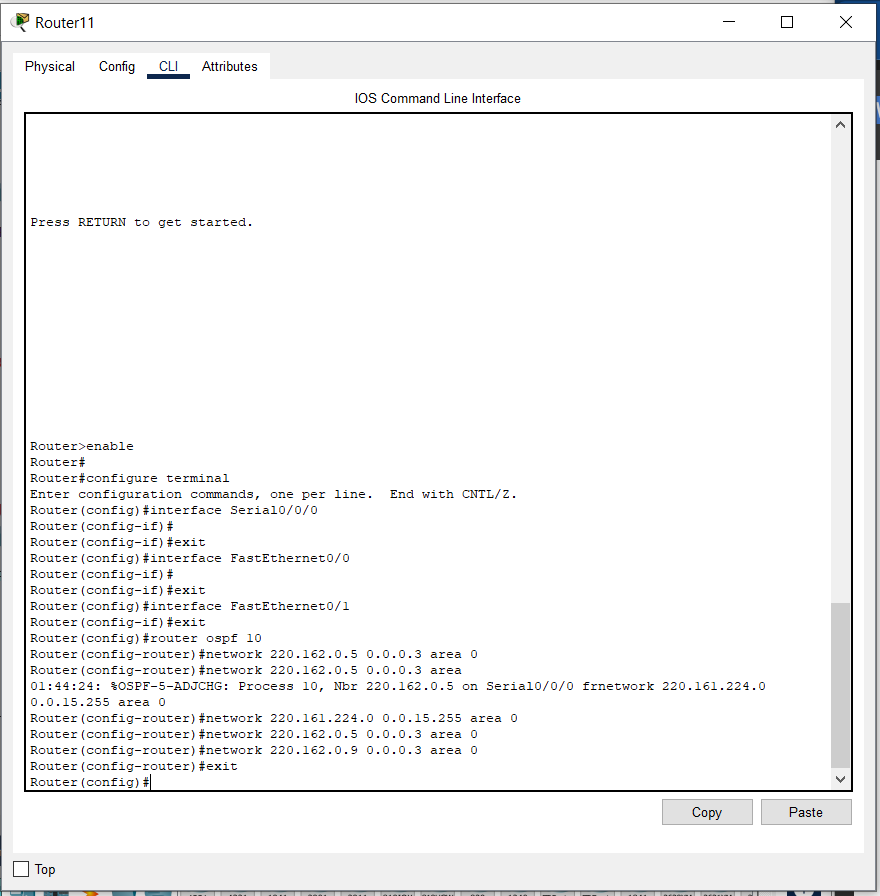 Router11
Physical Config CLI Attributes
IOS Command Line Interface
Press RETURN to get started.
Router>enable
Router#
Router#configure terminal
Enter configuration commands, one per line.  End with CNTL/Z.
Router(config)#interface Serial0/0/0
Router(config-if)#
Router(config-if)#exit
Router(config)#interface FastEthernet0/0
Router(config-if)#
Router(config-if)#exit
Router(config)#interface FastEthernet0/1
Router(config-if)#exit
Router(config)#router ospf 10
Router(config-router)#network 220.162.0.5 0.0.0.3 area 0
Router(config-router)#network 220.162.0.5 0.0.0.3 area
01:44:24: %OSPF-5-ADJCHG: Process 10, Nbr 220.162.0.5 on Serial0/0/0 frnetwork 220.161.224.0
0.0.15.255 area 0
Router(config-router)#network 220.161.224.0 0.0.15.255 area 0
Router(config-router)#network 220.162.0.5 0.0.0.3 area 0
Router(config-router)#network 220.162.0.9 0.0.0.3 area 0
Router(config-router)#exit
Router(config)#
Copy Paste
Top